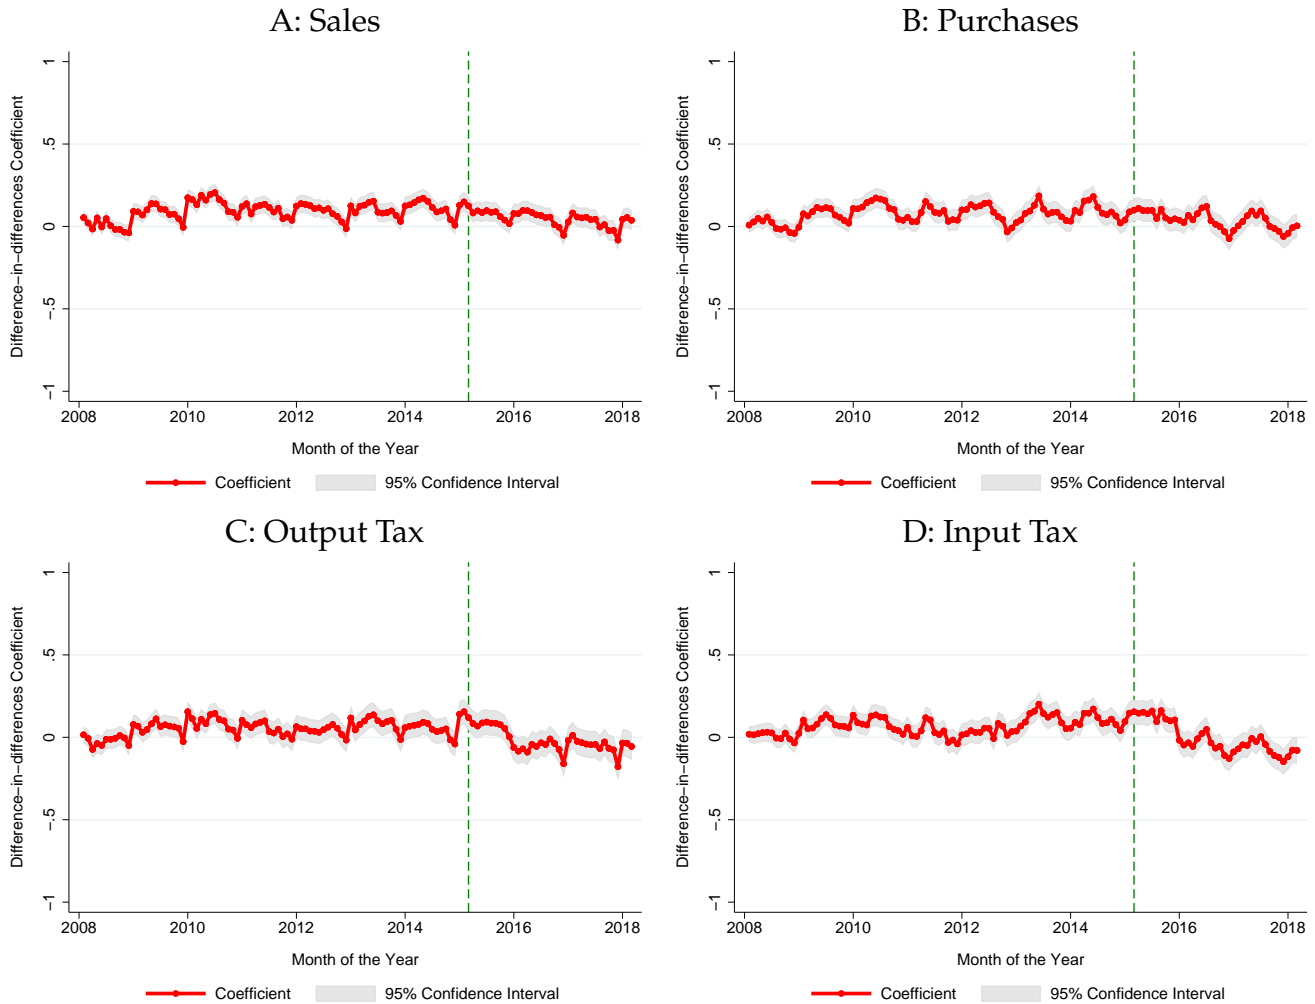 A: Sales
Difference-in-differences Coefficient
1
.5
0
-.5
-1
2008 2010 2012 2014 2016 2018
Month of the Year
Coefficient 95% Confidence Interval
B: Purchases
Difference-in-differences Coefficient
1
.5
0
-.5
-1
2008 2010 2012 2014 2016 2018
Month of the Year
Coefficient 95% Confidence Interval
C: Output Tax
Difference-in-differences Coefficient
1
.5
0
-.5
-1
2008 2010 2012 2014 2016 2018
Month of the Year
Coefficient 95% Confidence Interval
D: Input Tax
Difference-in-differences Coefficient
1
.5
0
-.5
-1
2008 2010 2012 2014 2016 2018
Month of the Year
Coefficient 95% Confidence Interval